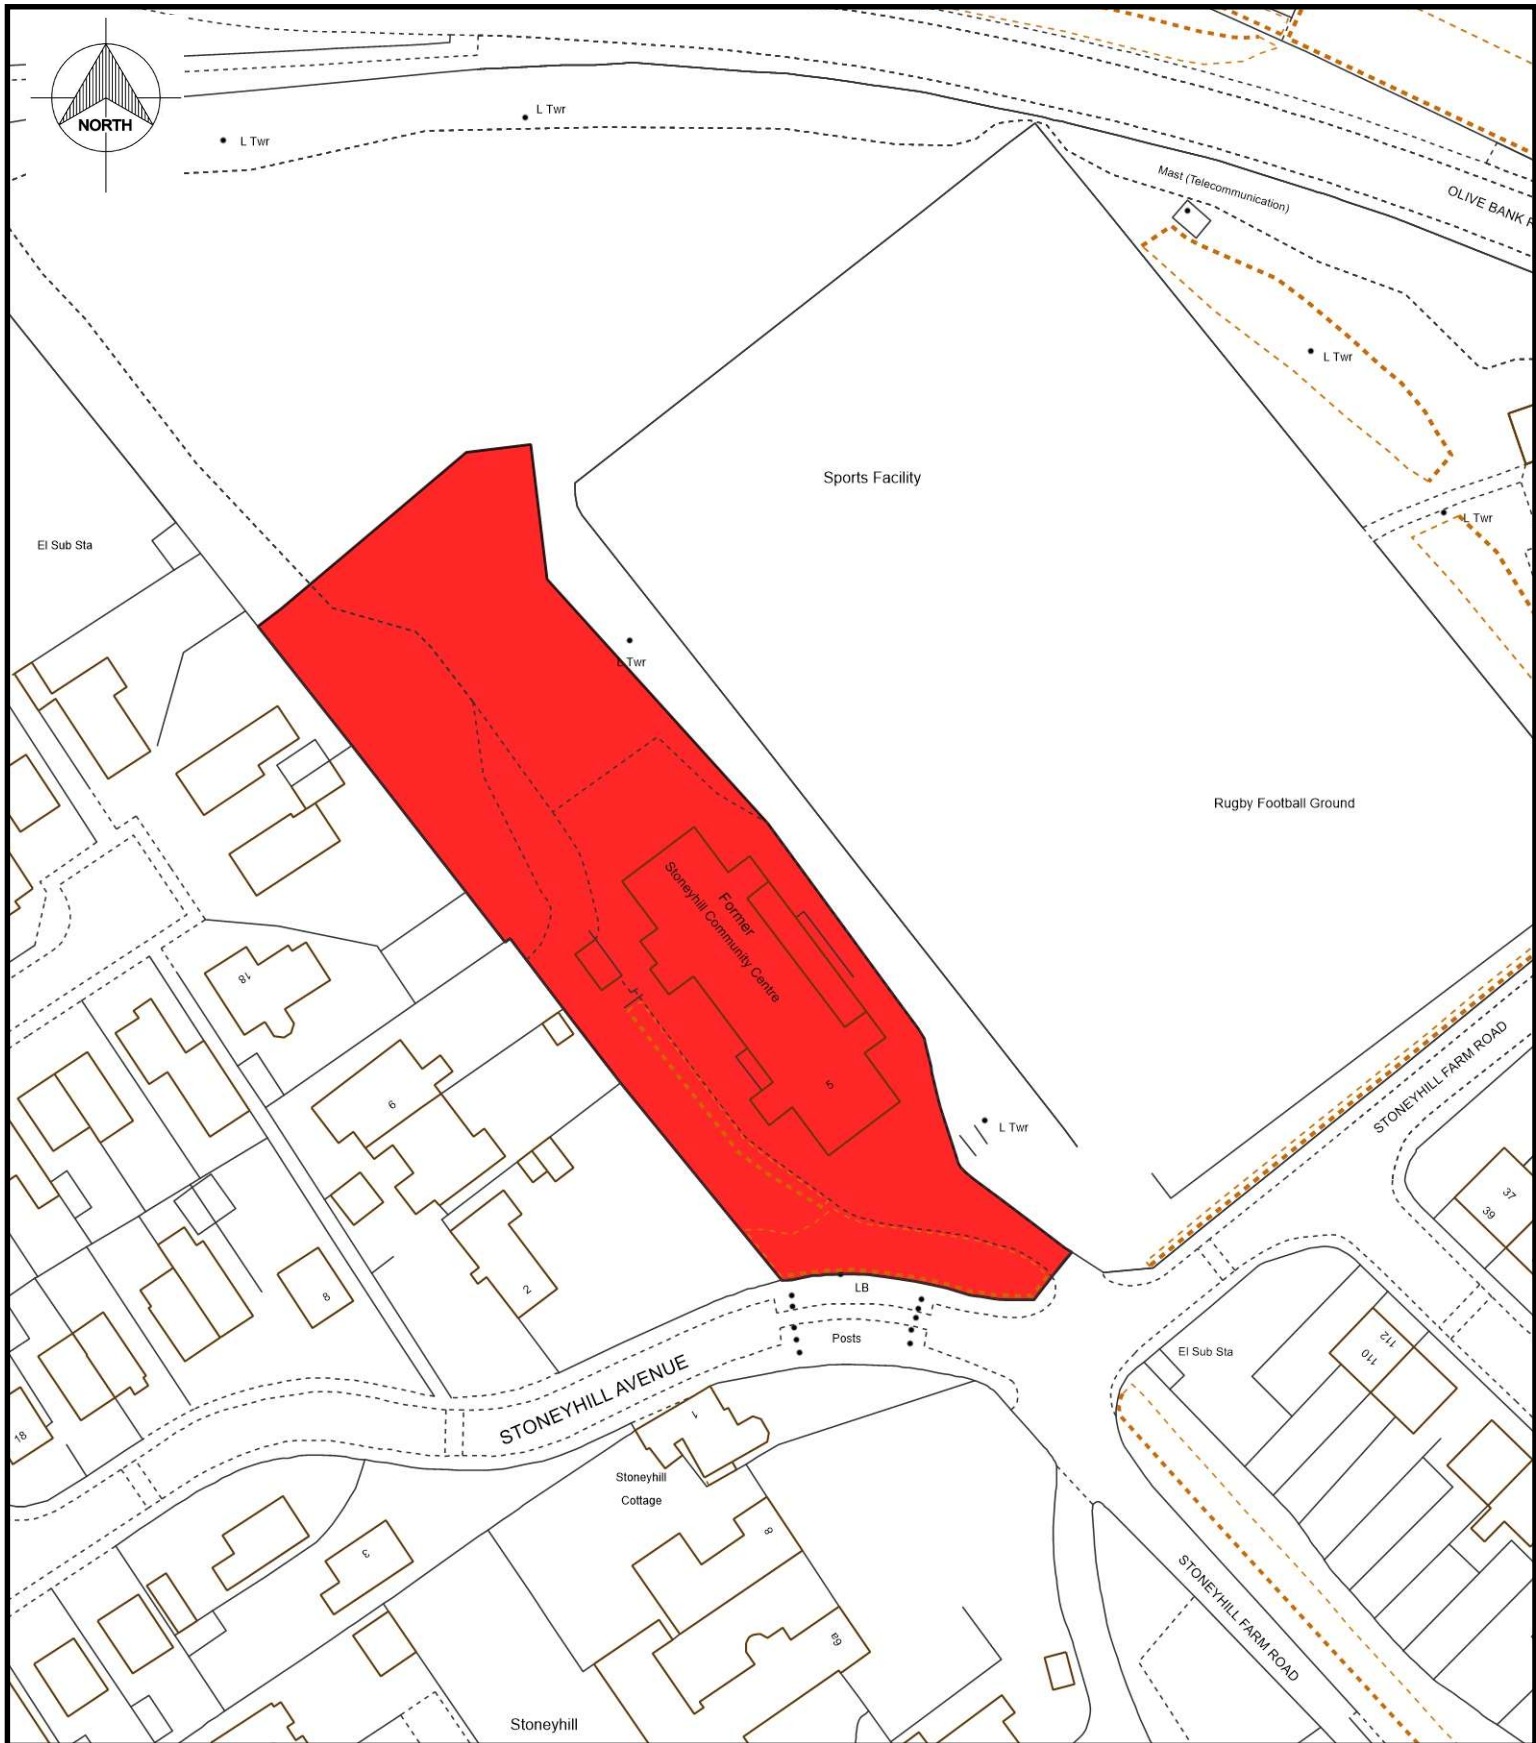 L Twr
NORTH
L Twr
Mast (Telecommunication)
OLIVE BANK
L Twr
Sports Facility
L Twr
El Sub Sta
L Twr
Rugby Football Ground
Former
Stoneyhill Community Centre
18
STONEYHILL FARM ROAD
5
6
L Twr
37
39
2
8
LB
Posts
112
110
El Sub Sta
STONEYHILL AVENUE
1
18
Stoneyhill
Cottage
8
3
STONEYHILL FARM ROAD
6a
Stoneyhill